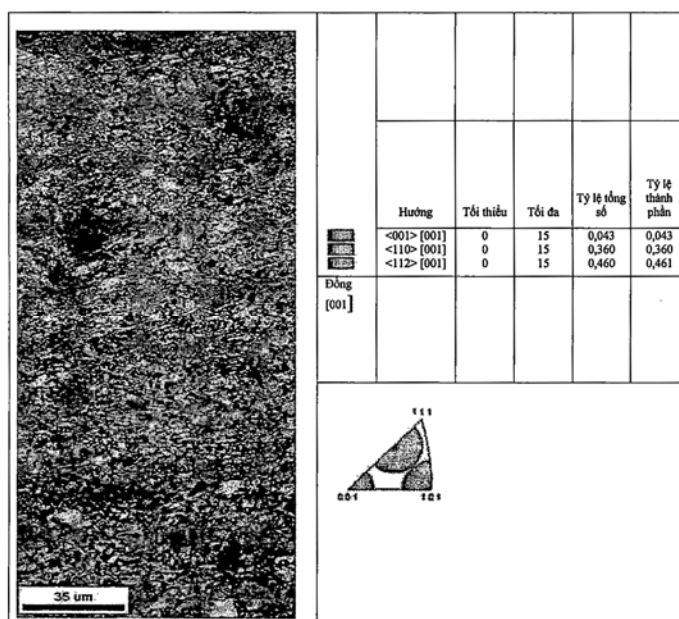 Hướng Tối thiểu Tối đa Tỷ lệ tổng số Tỷ lệ thành phần
<001> [001] 0 15 0,043 0,043
<110> [001] 0 15 0,360 0,360
<112> [001] 0 15 0,460 0,461
Đồng
[001]
111
001 101
35 um